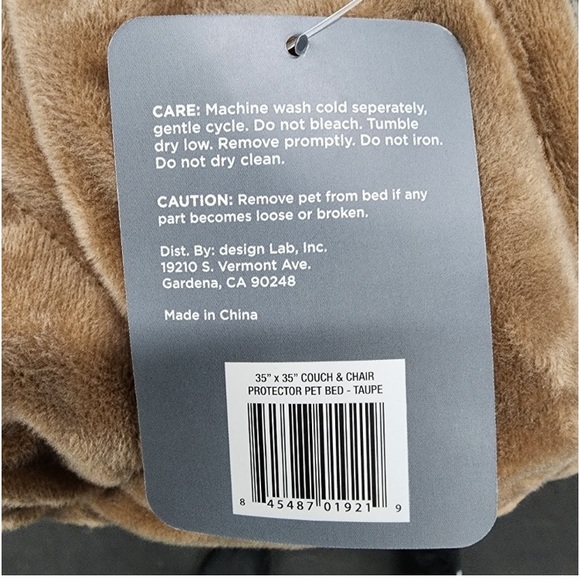 CARE: Machine wash cold seperately,
gentle cycle. Do not bleach. Tumble
dry low. Remove promptly. Do not iron.
Do not dry clean.
CAUTION: Remove pet from bed if any
part becomes loose or broken.
Dist. By: design Lab, Inc.
19210 S. Vermont Ave.
Gardena, CA 90248
Made in China
35” x 35” COUCH & CHAIR
PROTECTOR PET BED - TAUPE
8 45487 01921 9